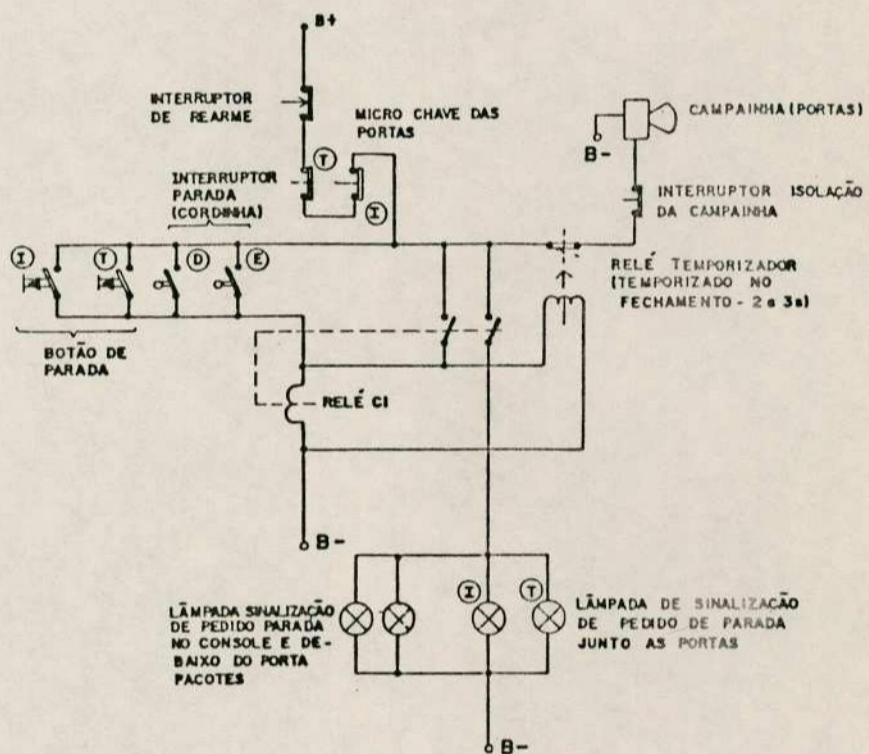 B+
INTERRUPTOR
DE REARME
MICRO CHAVE DAS
PORTAS
CAMPAINHA (PORTAS)
B-
T
INTERRUPTOR
PARADA
(CORDINHA)
I
INTERRUPTOR ISOLAÇÃO
DA CAMPAINHA
I
T
D
E
RELÉ TEMPORIZADOR
(TEMPORIZADO NO
FECHAMENTO - 2 a 3s)
BOTÃO DE
PARADA
RELÉ CI
B-
I
T
LÂMPADA SINALIZAÇÃO
DE PEDIDO PARADA
NO CONSOLE E DE-
BAIXO DO PORTA
PACOTES
LÂMPADA DE SINALIZAÇÃO
DE PEDIDO DE PARADA
JUNTO AS PORTAS
B-